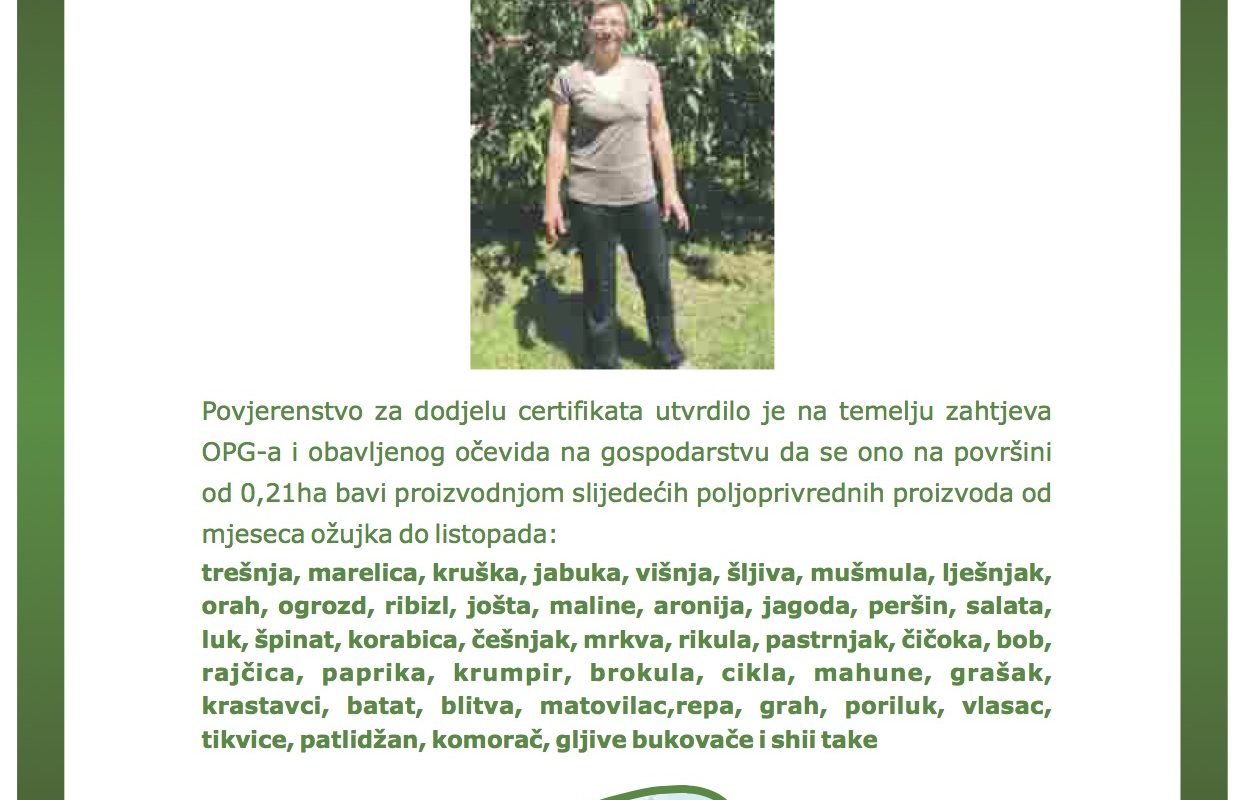 Povjerenstvo za dodjelu certifikata utvrdilo je na temelju zahtjeva
OPG-a i obavljenog očevida na gospodarstvu da se ono na površini
od 0,21ha bavi proizvodnjom slijedećih poljoprivrednih proizvoda od
mjeseca ožujka do listopada:
trešnja, marelica, kruška, jabuka, višnja, šljiva, mušmula, lješnjak,
orah, ogrozd, ribizl, jošta, maline, aronija, jagoda, peršin, salata,
luk, špinat, korabica, češnjak, mrkva, rikula, pastrnjak, čičoka, bob,
rajčica, paprika, krumpir, brokula, cikla, mahune, grašak,
krastavci, batat, blitva, matovilac,repa, grah, poriluk, vlasac,
tikvice, patlidžan, komorač, gljive bukovače i shii take